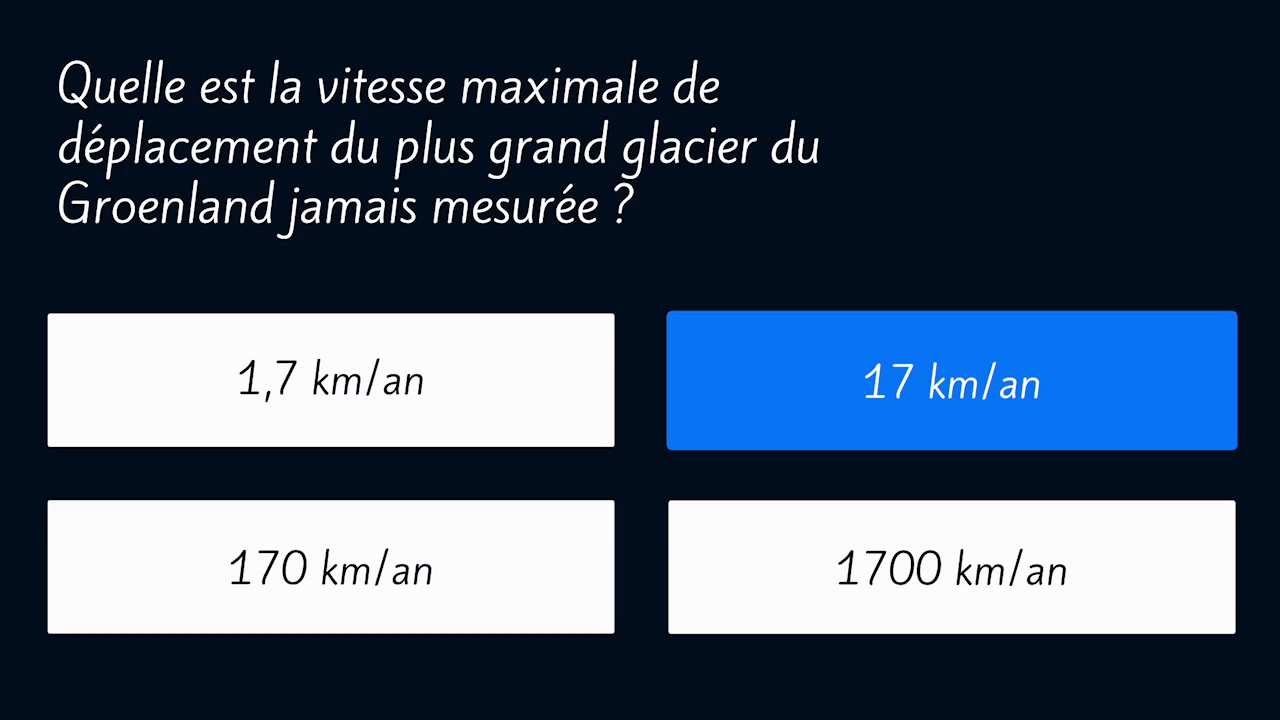 Quelle est la vitesse maximale de
déplacement du plus grand glacier du
Groenland jamais mesurée ?
1,7 km/an
17 km/an
170 km/an
1700 km/an